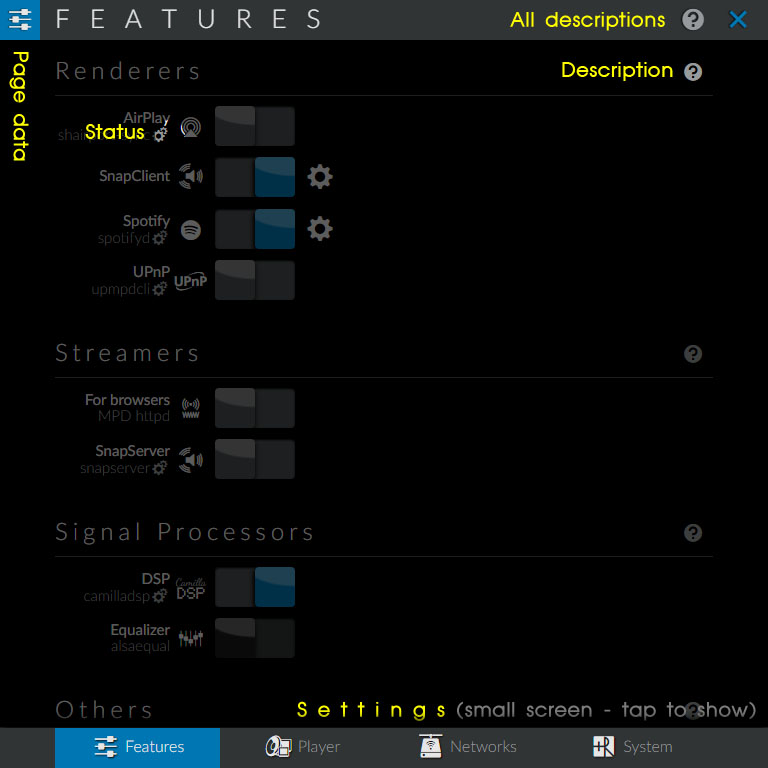 FEATURES All descriptions ?
Page data
Renderers Description ?
AirPlay
Status
SnapClient
Spotify
spotifyd
UPnP UPnP
upmpdcli
Streamers ?
For browsers
MPD httpd www
SnapServer
snapserver
Signal Processors ?
DSP Camilla
camilladsp DSP
Equalizer
alsaequal
Others Settings (small screen - tap to show)
Features Player Networks R System